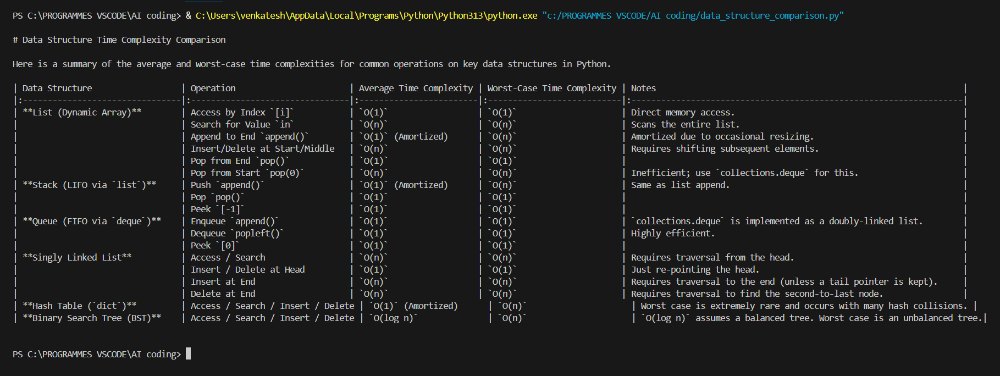 PS C:\PROGRAMMES VSCODE\AI coding> & C:\Users\venkatesh\AppData\Local\Programs\Python\Python313\python.exe "c:/PROGRAMMES VSCODE/AI coding/data_structure_comparison.py"
# Data Structure Time Complexity Comparison
Here is a summary of the average and worst-case time complexities for common operations on key data structures in Python.
| Data Structure                 | Operation                       | Average Time Complexity | Worst-Case Time Complexity | Notes                                                              |
|:-------------------------------|:--------------------------------|:------------------------|:---------------------------|:-------------------------------------------------------------------|
| **List (Dynamic Array)**       | Access by Index `[i]`           | `O(1)`                  | `O(1)`                     | Direct memory access.                                              |
|                                | Search for Value `in`           | `O(n)`                  | `O(n)`                     | Scans the entire list.                                             |
|                                | Append to End `append()`        | `O(1)` (Amortized)      | `O(n)`                     | Amortized due to occasional resizing.                              |
|                                | Insert/Delete at Start/Middle   | `O(n)`                  | `O(n)`                     | Requires shifting subsequent elements.                             |
|                                | Pop from End `pop()`            | `O(1)`                  | `O(1)`                     |                                                                    |
|                                | Pop from Start `pop(0)`         | `O(n)`                  | `O(n)`                     | Inefficient; use `collections.deque` for this.                     |
| **Stack (LIFO via `list`)**    | Push `append()`                 | `O(1)` (Amortized)      | `O(n)`                     | Same as list append.                                               |
|                                | Pop `pop()`                     | `O(1)`                  | `O(1)`                     |                                                                    |
|                                | Peek `[-1]`                     | `O(1)`                  | `O(1)`                     |                                                                    |
| **Queue (FIFO via `deque`)**   | Enqueue `append()`              | `O(1)`                  | `O(1)`                     | `collections.deque` is implemented as a doubly-linked list.        |
|                                | Dequeue `popleft()`             | `O(1)`                  | `O(1)`                     | Highly efficient.                                                  |
|                                | Peek `[0]`                      | `O(1)`                  | `O(1)`                     |                                                                    |
| **Singly Linked List**         | Access / Search                 | `O(n)`                  | `O(n)`                     | Requires traversal from the head.                                  |
|                                | Insert / Delete at Head         | `O(1)`                  | `O(1)`                     | Just re-pointing the head.                                         |
|                                | Insert at End                   | `O(n)`                  | `O(n)`                     | Requires traversal to the end (unless a tail pointer is kept).     |
|                                | Delete at End                   | `O(n)`                  | `O(n)`                     | Requires traversal to find the second-to-last node.                |
| **Hash Table (`dict`)**        | Access / Search / Insert / Delete | `O(1)` (Amortized)      | `O(n)`                     | Worst case is extremely rare and occurs with many hash collisions. |
| **Binary Search Tree (BST)**   | Access / Search / Insert / Delete | `O(log n)`              | `O(n)`                     | `O(log n)` assumes a balanced tree. Worst case is an unbalanced tree.|
PS C:\PROGRAMMES VSCODE\AI coding>